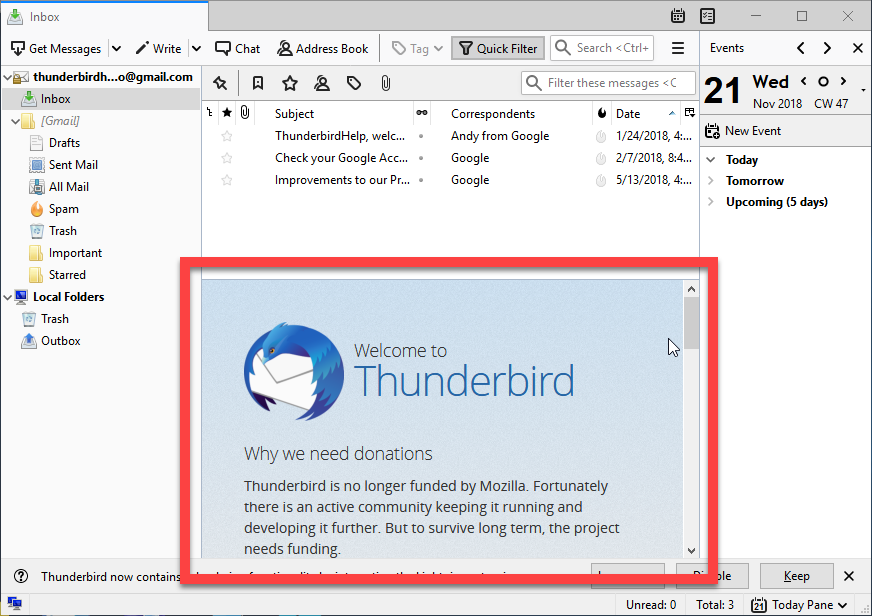 Inbox
Get Messages Write Chat Address Book Tag Quick Filter Search <Ctrl+ Events
thunderbirdh...o@gmail.com
Filter these messages <C
21 Wed
Nov 2018 CW 47
Inbox
Subject Correspondents Date
New Event
[Gmail]
ThunderbirdHelp, welc... Andy from Google 1/24/2018, 4:...
Drafts
Check your Google Acc... Google 2/7/2018, 8:4...
Today
Sent Mail
Improvements to our Pr... Google 5/13/2018, 4:...
Tomorrow
All Mail
Upcoming (5 days)
Spam
Trash
Important
Starred
Local Folders
Trash
Outbox
Welcome to
Thunderbird
Why we need donations
Thunderbird is no longer funded by Mozilla. Fortunately
there is an active community keeping it running and
developing it further. But to survive long term, the project
needs funding.
Thunderbird now contains Keep
Unread: 0 Total: 3 21 Today Pane